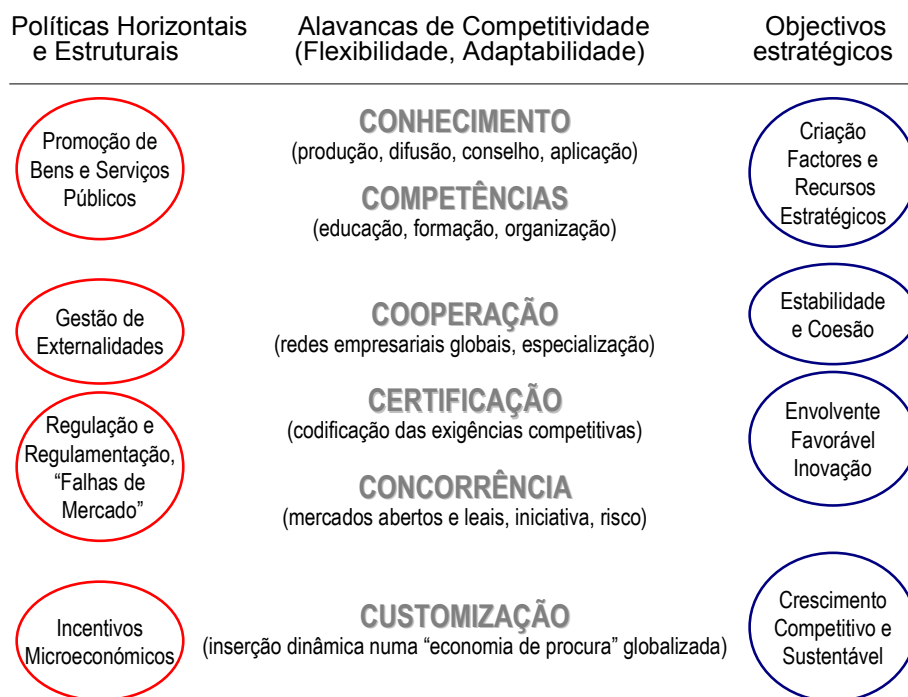 Políticas Horizontais
e Estruturais
Alavancas de Competitividade
(Flexibilidade, Adaptabilidade)
Objectivos
estratégicos
Promoção de
Bens e Serviços
Públicos
CONHECIMENTO
(produção, difusão, conselho, aplicação)
COMPETÊNCIAS
(educação, formação, organização)
Criação
Factores e
Recursos
Estratégicos
Gestão de
Externalidades
COOPERAÇÃO
(redes empresariais globais, especialização)
Estabilidade
e Coesão
Regulação e
Regulamentação,
“Falhas de
Mercado”
CERTIFICAÇÃO
(codificação das exigências competitivas)
CONCORRÊNCIA
(mercados abertos e leais, iniciativa, risco)
Envolvente
Favorável
Inovação
Incentivos
Microeconómicos
CUSTOMIZAÇÃO
(inserção dinâmica numa “economia de procura” globalizada)
Crescimento
Competitivo e
Sustentável